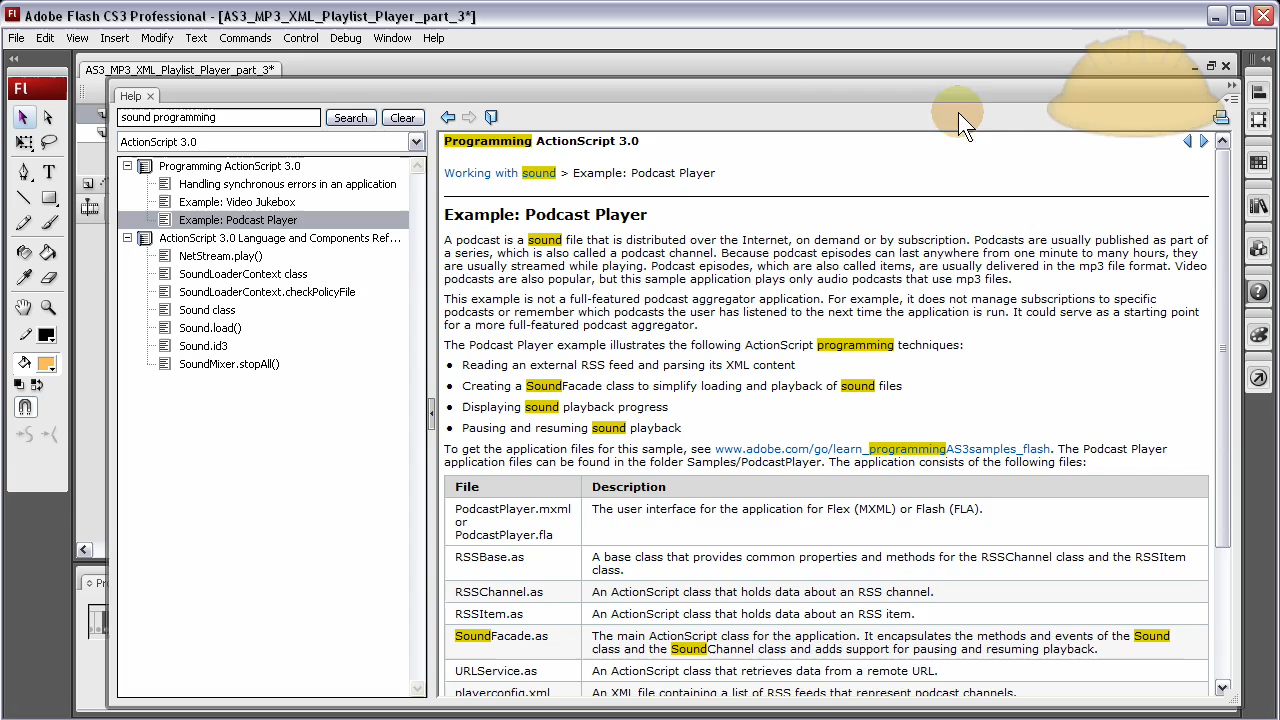 Adobe Flash CS3 Professional - [AS3_MP3_XML_Playlist_Player_part_3*]
File Edit View Insert Modify Text Commands Control Debug Window Help
Fl
AS3_MP3_XML_Playlist_Player_part_3*
Help
sound programming
Search
Clear
ActionScript 3.0
Programming ActionScript 3.0
Handling synchronous errors in an application
Example: Video Jukebox
Example: Podcast Player
ActionScript 3.0 Language and Components Ref...
NetStream.play()
SoundLoaderContext class
SoundLoaderContext.checkPolicyFile
Sound class
Sound.load()
Sound.id3
SoundMixer.stopAll()
Programming ActionScript 3.0
Working with sound > Example: Podcast Player
Example: Podcast Player
A podcast is a sound file that is distributed over the Internet, on demand or by subscription. Podcasts are usually published as part of
a series, which is also called a podcast channel. Because podcast episodes can last anywhere from one minute to many hours, they
are usually streamed while playing. Podcast episodes, which are also called items, are usually delivered in the mp3 file format. Video
podcasts are also popular, but this sample application plays only audio podcasts that use mp3 files.
This example is not a full-featured podcast aggregator application. For example, it does not manage subscriptions to specific
podcasts or remember which podcasts the user has listened to the next time the application is run. It could serve as a starting point
for a more full-featured podcast aggregator.
The Podcast Player example illustrates the following ActionScript programming techniques:
• Reading an external RSS feed and parsing its XML content
• Creating a SoundFacade class to simplify loading and playback of sound files
• Displaying sound playback progress
• Pausing and resuming sound playback
To get the application files for this sample, see www.adobe.com/go/learn_programmingAS3samples_flash. The Podcast Player
application files can be found in the folder Samples/PodcastPlayer. The application consists of the following files:
File Description
PodcastPlayer.mxml The user interface for the application for Flex (MXML) or Flash (FLA).
or
PodcastPlayer.fla
RSSBase.as A base class that provides common properties and methods for the RSSChannel class and the RSSItem
class.
RSSChannel.as An ActionScript class that holds data about an RSS channel.
RSSItem.as An ActionScript class that holds data about an RSS item.
SoundFacade.as The main ActionScript class for the application. It encapsulates the methods and events of the Sound
class and the SoundChannel class and adds support for pausing and resuming playback.
URLService.as An ActionScript class that retrieves data from a remote URL.
playerconfig.xml An XML file containing a list of RSS feeds that represent podcast channels.
Pr